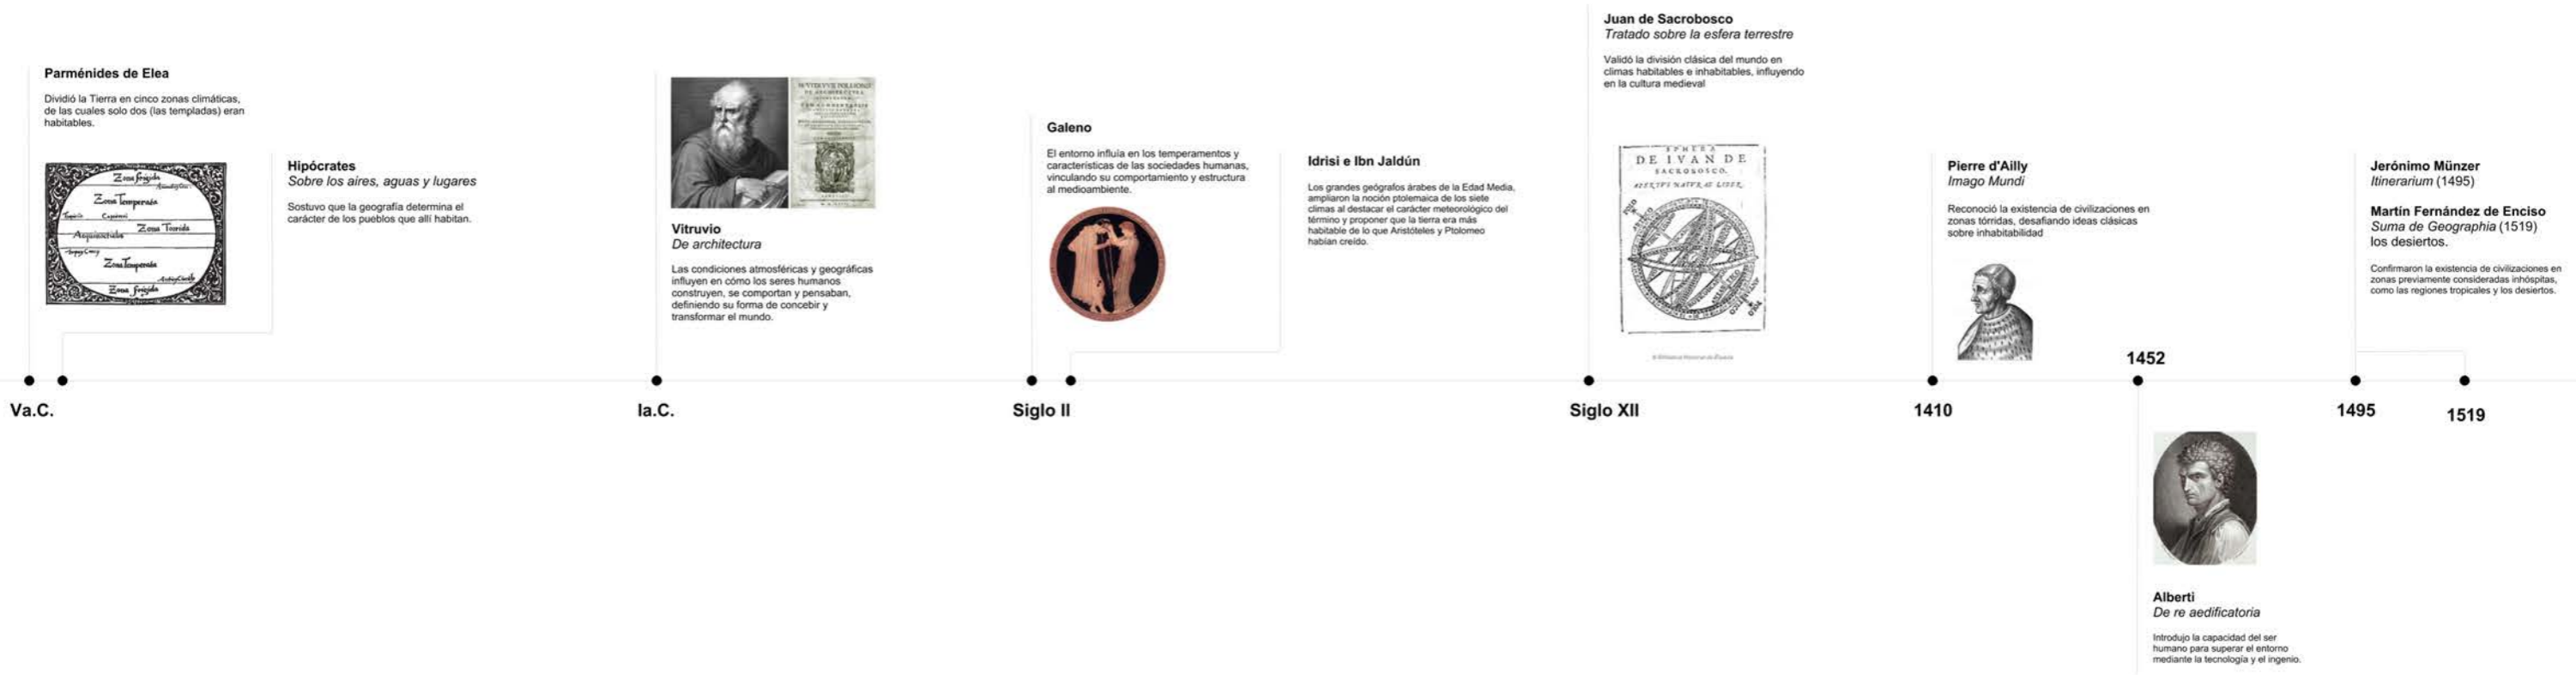 Parménides de Elea
Dividió la Tierra en cinco zonas climáticas,
de las cuales solo dos (las templadas) eran
habitables.
Zona frigida
Zona Temperada
Zona Torrida
Zona Temperada
Zona frigida
Hipócrates
Sobre los aires, aguas y lugares
Sostuvo que la geografía determina el
carácter de los pueblos que allí habitan.
Va.C.
Vitruvio
De architectura
Las condiciones atmosféricas y geográficas
influyen en cómo los seres humanos
construyen, se comportan y pensaban,
definiendo su forma de concebir y
transformar el mundo.
Ia.C.
Galeno
El entorno influía en los temperamentos y
características de las sociedades humanas,
vinculando su comportamiento y estructura
al medioambiente.
Siglo II
Idrisi e Ibn Jaldún
Los grandes geógrafos árabes de la Edad Media,
ampliaron la noción ptolemaica de los siete
climas al destacar el carácter meteorológico del
término y proponer que la tierra era más
habitable de lo que Aristóteles y Ptolomeo
habían creído.
Juan de Sacrobosco
Tratado sobre la esfera terrestre
Validó la división clásica del mundo en
climas habitables e inhabitables, influyendo
en la cultura medieval
SPHERA
DE IVAN DE
SACROBOSCO.
Siglo XII
Pierre d'Ailly
Imago Mundi
Reconoció la existencia de civilizaciones en
zonas tórridas, desafiando ideas clásicas
sobre inhabitabilidad
1410
1452
Alberti
De re aedificatoria
Introdujo la capacidad del ser
humano para superar el entorno
mediante la tecnología y el ingenio.
Jerónimo Münzer
Itinerarium (1495)
Martín Fernández de Enciso
Suma de Geographia (1519)
los desiertos.
Confirmaron la existencia de civilizaciones en
zonas previamente consideradas inhóspitas,
como las regiones tropicales y los desiertos.
1495
1519